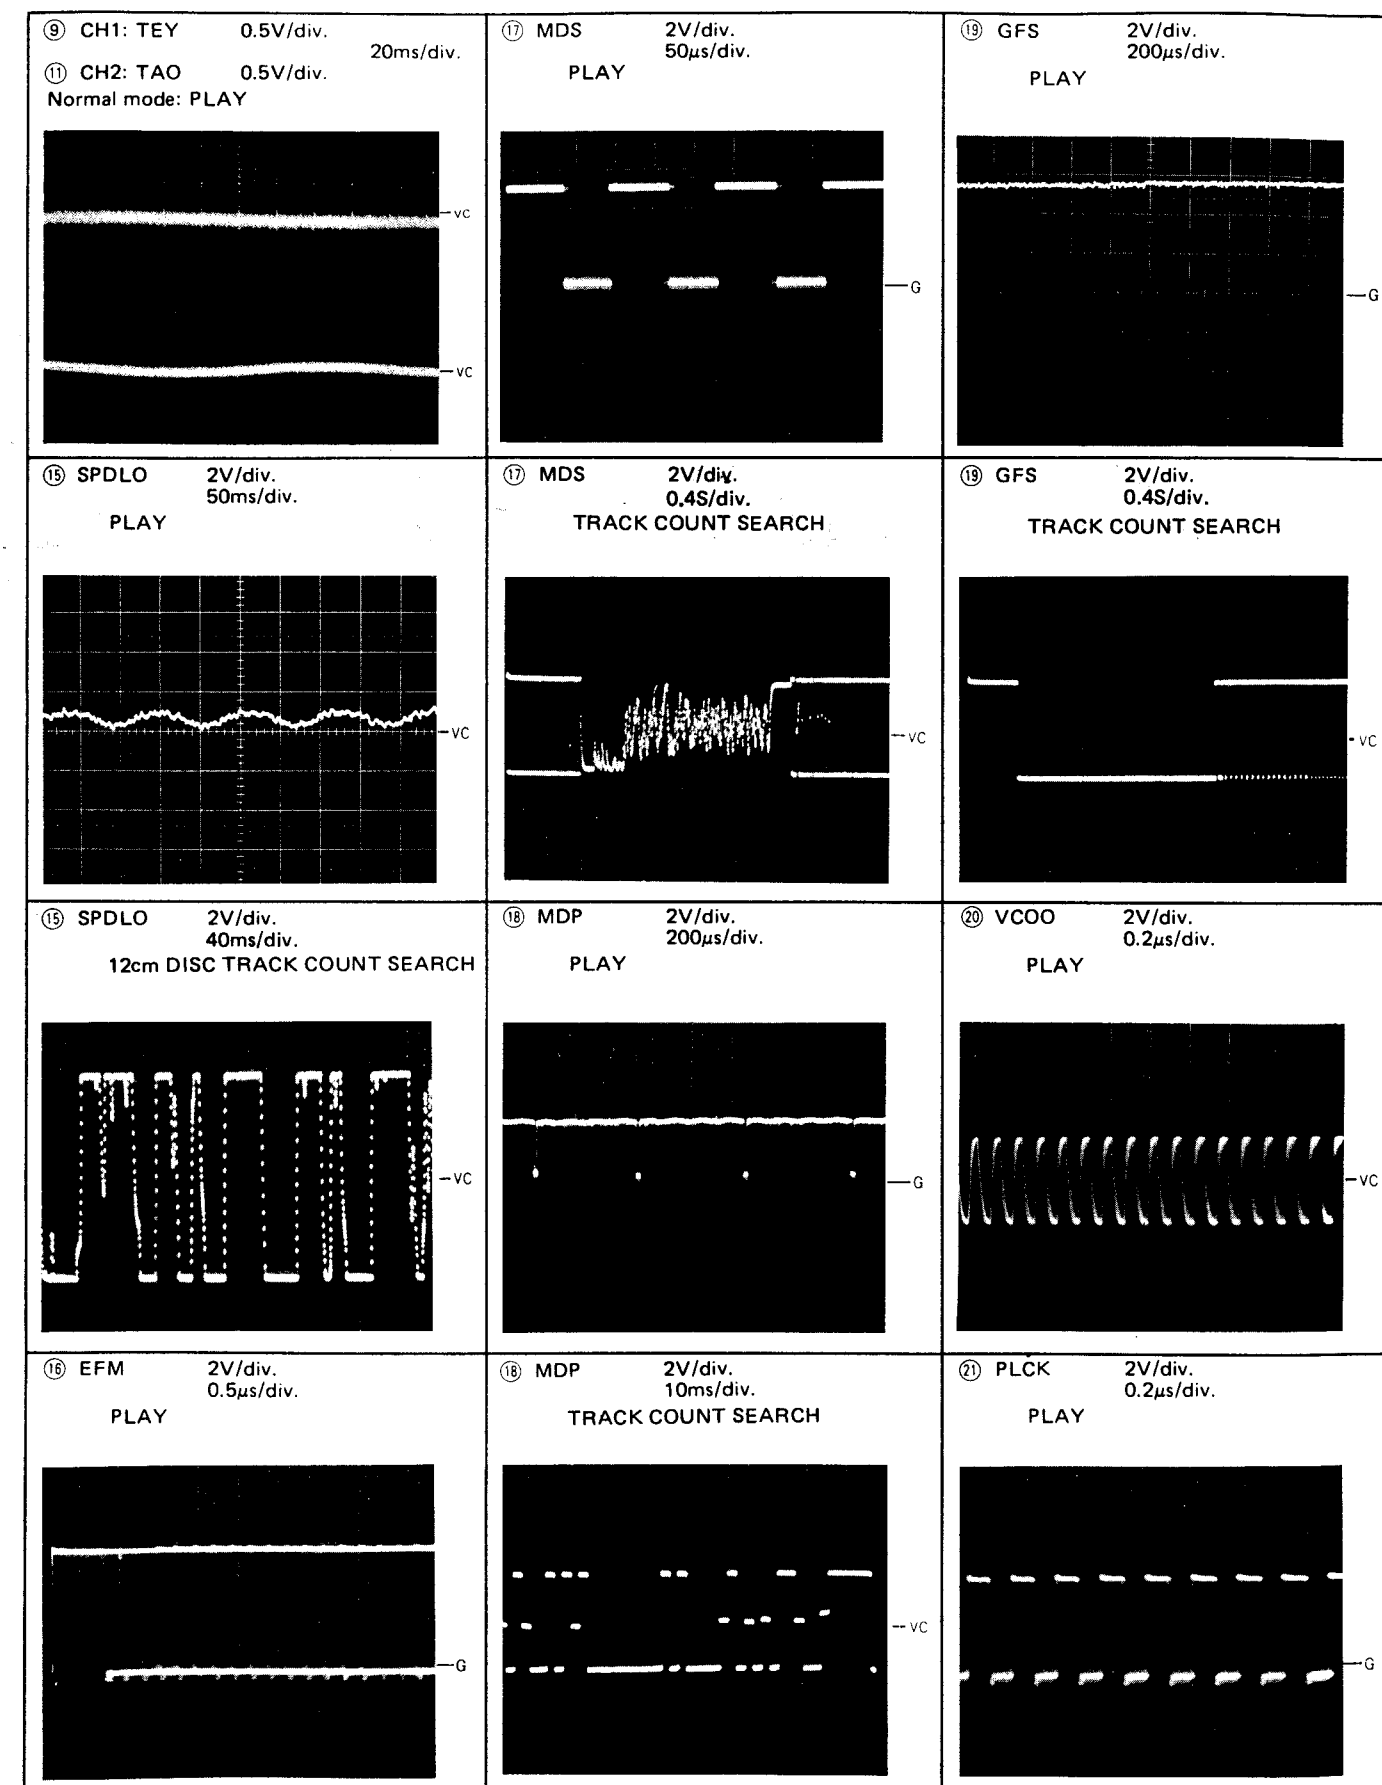 ⑨ CH1: TEY 0.5V/div.
20ms/div.
⑪ CH2: TAO 0.5V/div.
Normal mode: PLAY
VC
VC
⑰ MDS 2V/div.
50µs/div.
PLAY
G
⑲ GFS 2V/div.
200µs/div.
PLAY
G
⑮ SPDLO 2V/div.
50ms/div.
PLAY
VC
⑰ MDS 2V/div.
0.4S/div.
TRACK COUNT SEARCH
VC
⑲ GFS 2V/div.
0.4S/div.
TRACK COUNT SEARCH
VC
⑮ SPDLO 2V/div.
40ms/div.
12cm DISC TRACK COUNT SEARCH
VC
⑱ MDP 2V/div.
200µs/div.
PLAY
G
⑳ VCOO 2V/div.
0.2µs/div.
PLAY
VC
⑯ EFM 2V/div.
0.5µs/div.
PLAY
G
⑱ MDP 2V/div.
10ms/div.
TRACK COUNT SEARCH
VC
㉑ PLCK 2V/div.
0.2µs/div.
PLAY
G